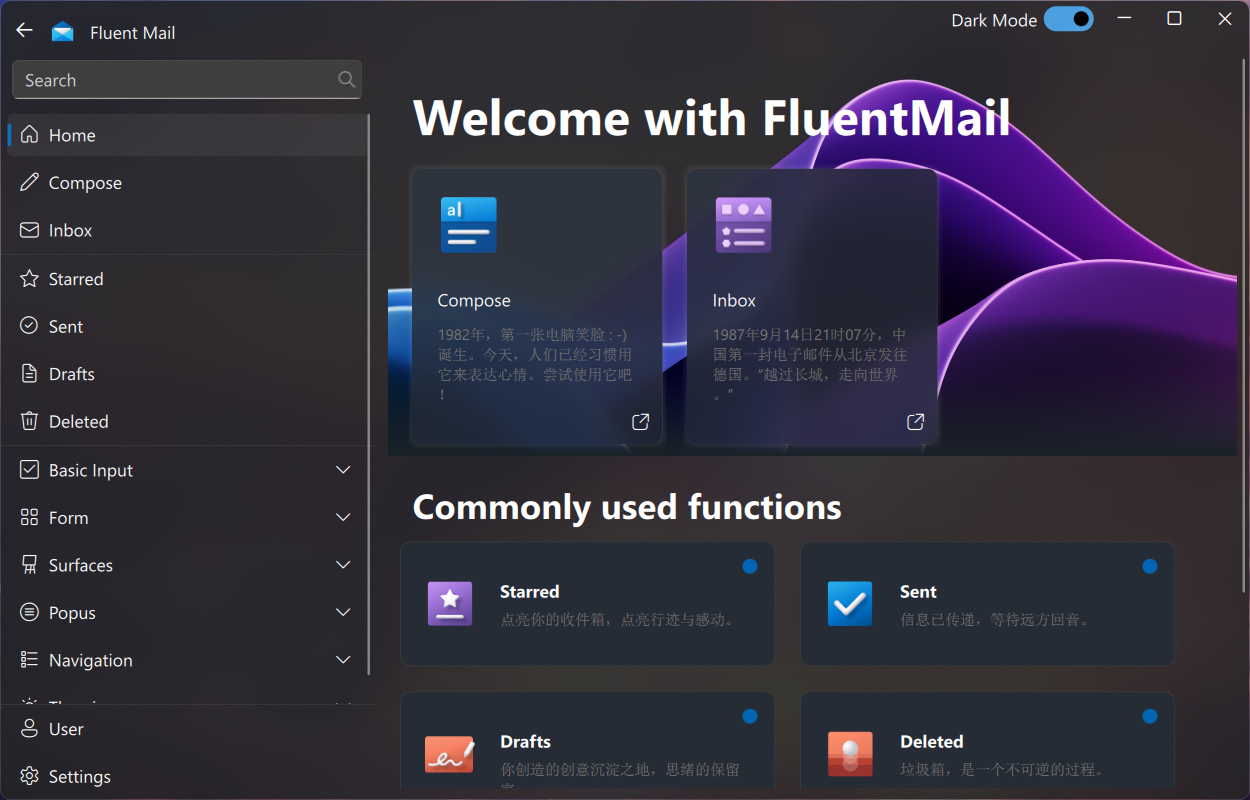 Fluent Mail
Dark Mode
Search
Home
Compose
Inbox
Starred
Sent
Drafts
Deleted
Basic Input
Form
Surfaces
Popus
Navigation
User
Settings
Welcome with FluentMail
Compose
1982年，第一张电脑笑脸 : -)
诞生。今天，人们已经习惯用
它来表达心情。尝试使用它吧
！
Inbox
1987年9月14日21时07分，中
国第一封电子邮件从北京发往
德国。“越过长城，走向世界
。”
Commonly used functions
Starred
点亮你的收件箱，点亮行迹与感动。
Sent
信息已传递，等待远方回音。
Drafts
你创造的创意沉淀之地，思绪的保留
Deleted
垃圾箱，是一个不可逆的过程。